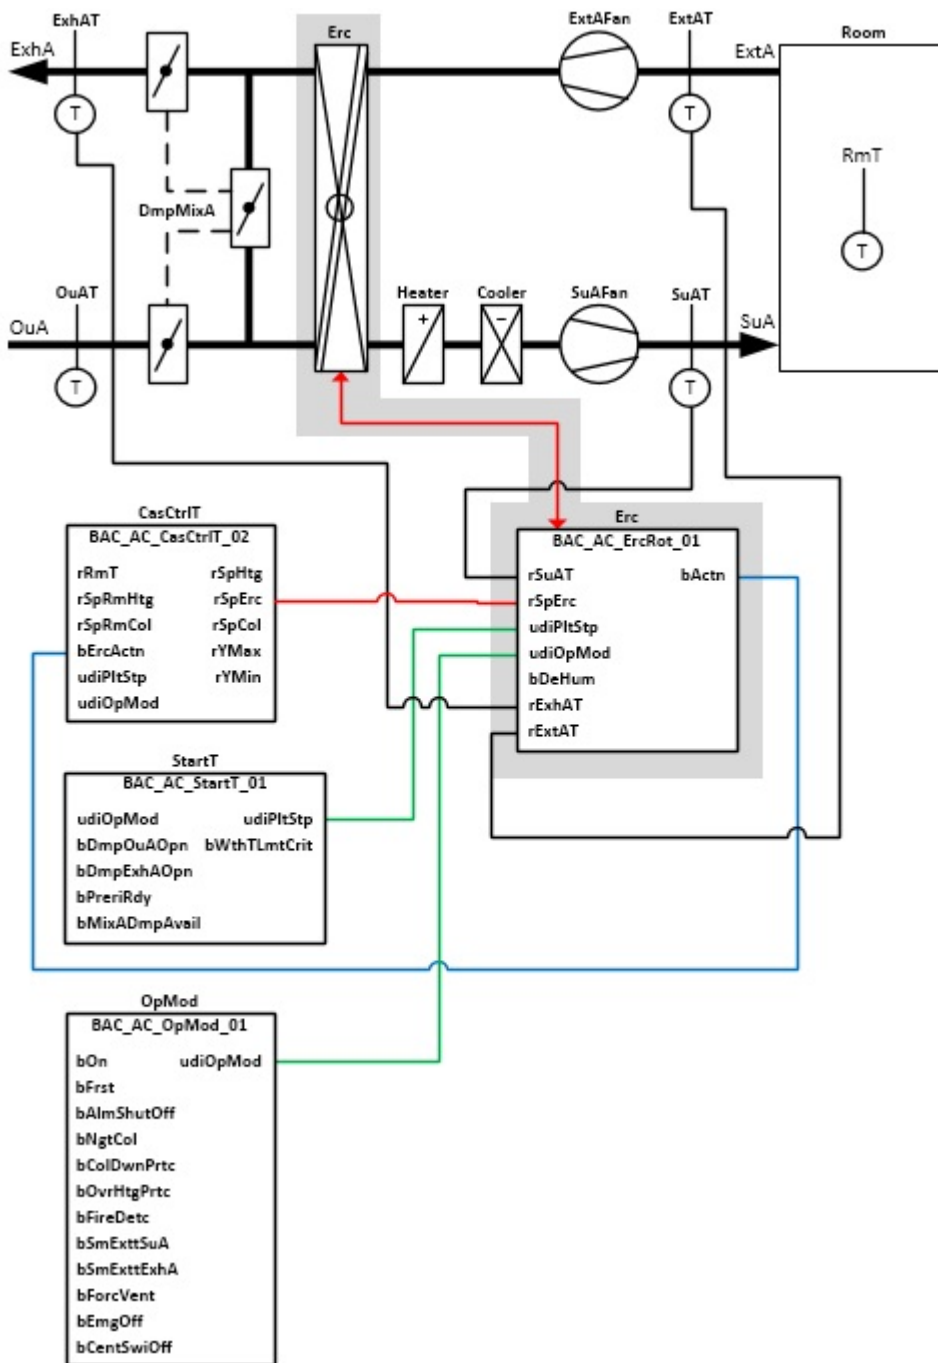 ExhAT
Erc
ExtAFan
ExtAT
Room
ExhA
ExtA
T
T
RmT
DmpMixA
T
OuAT
Heater
Cooler
SuAFan
SuAT
OuA
+
−
SuA
T
T
CasCtrlT
Erc
BAC_AC_CasCtrlT_02
BAC_AC_ErcRot_01
rRmT
rSpHtg
rSpRmHtg
rSpErc
rSpRmCol
rSpCol
bErcActn
rYMax
udiPltStp
rYMin
udiOpMod
rSuAT
bActn
rSpErc
udiPltStp
udiOpMod
bDeHum
rExhAT
rExtAT
StartT
BAC_AC_StartT_01
udiOpMod
udiPltStp
bDmpOuAOpn
bWthTLmtCrit
bDmpExhAOpn
bPreriRdy
bMixADmpAvail
OpMod
BAC_AC_OpMod_01
bOn
udiOpMod
bFrst
bAlmShutOff
bNgtCol
bColDwnPrtc
bOvrHtgPrtc
bFireDetc
bSmExttSuA
bSmExttExhA
bForcVent
bEmgOff
bCentSwiOff